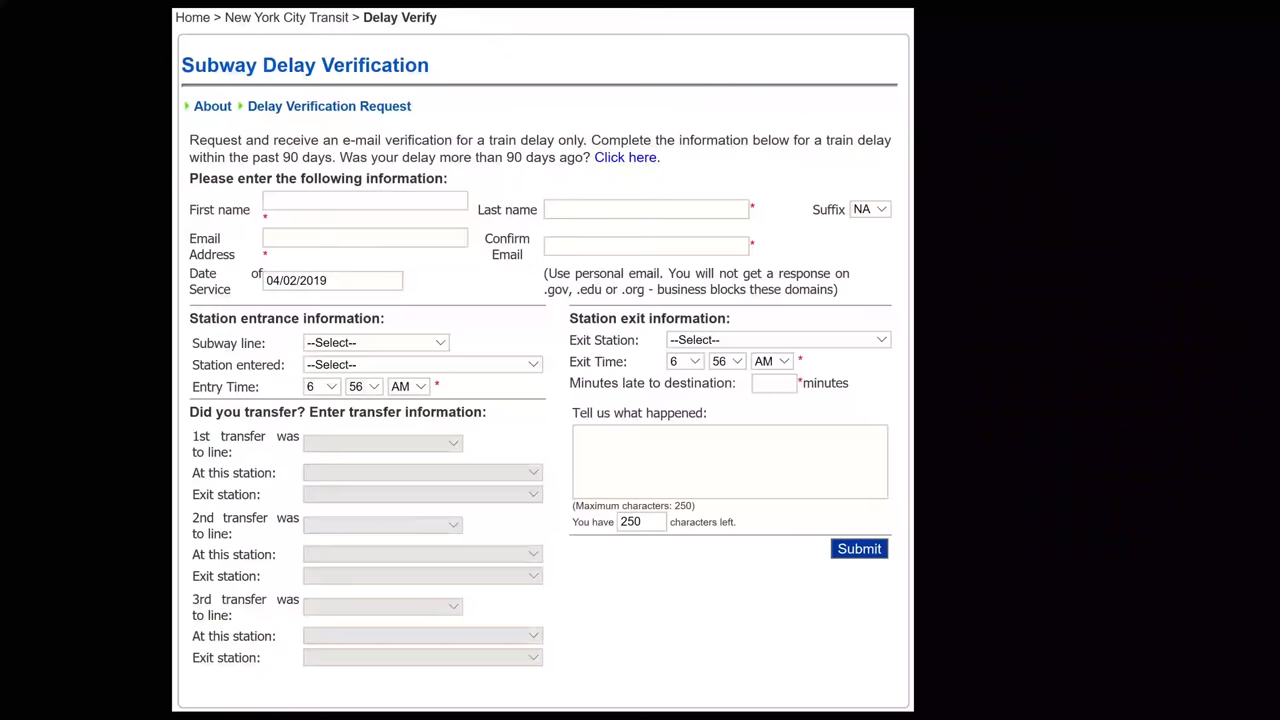 Home > New York City Transit > Delay Verify
Subway Delay Verification
About Delay Verification Request
Request and receive an e-mail verification for a train delay only. Complete the information below for a train delay
within the past 90 days. Was your delay more than 90 days ago? Click here.
Please enter the following information:
First name * Last name * Suffix NA
Email Address * Confirm Email *
Date of Service 04/02/2019
(Use personal email. You will not get a response on
.gov, .edu or .org - business blocks these domains)
Station entrance information:
Subway line: --Select--
Station entered: --Select--
Entry Time: 6 56 AM *
Station exit information:
Exit Station: --Select--
Exit Time: 6 56 AM *
Minutes late to destination: *minutes
Did you transfer? Enter transfer information:
1st transfer was
to line:
At this station:
Exit station:
2nd transfer was
to line:
At this station:
Exit station:
3rd transfer was
to line:
At this station:
Exit station:
Tell us what happened:
(Maximum characters: 250)
You have 250 characters left.
Submit